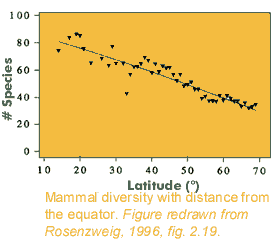 100
80
60
40
20
0
# Species
10 20 30 40 50 60 70
Latitude (°)
Mammal diversity with distance from
the equator. Figure redrawn from
Rosenzweig, 1996, fig. 2.19.